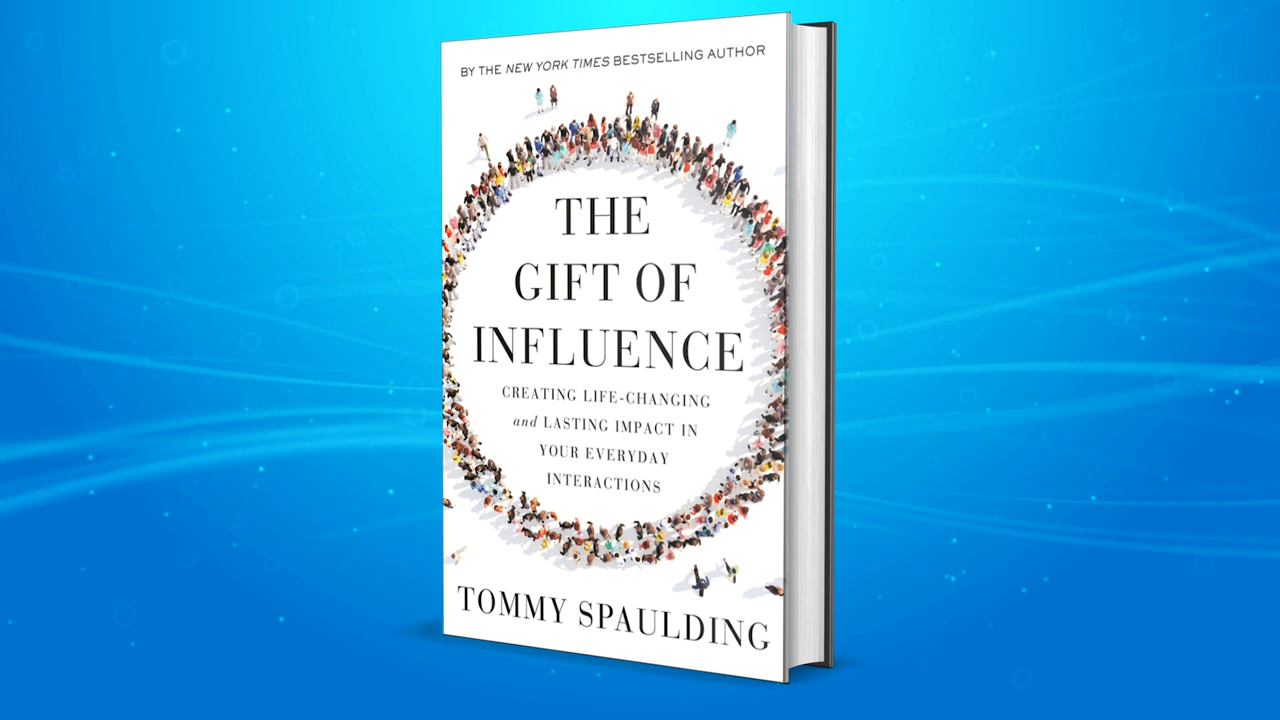 BY THE NEW YORK TIMES BESTSELLING AUTHOR
THE
GIFT OF
INFLUENCE
CREATING LIFE-CHANGING
and LASTING IMPACT IN
YOUR EVERYDAY
INTERACTIONS
TOMMY SPAULDING